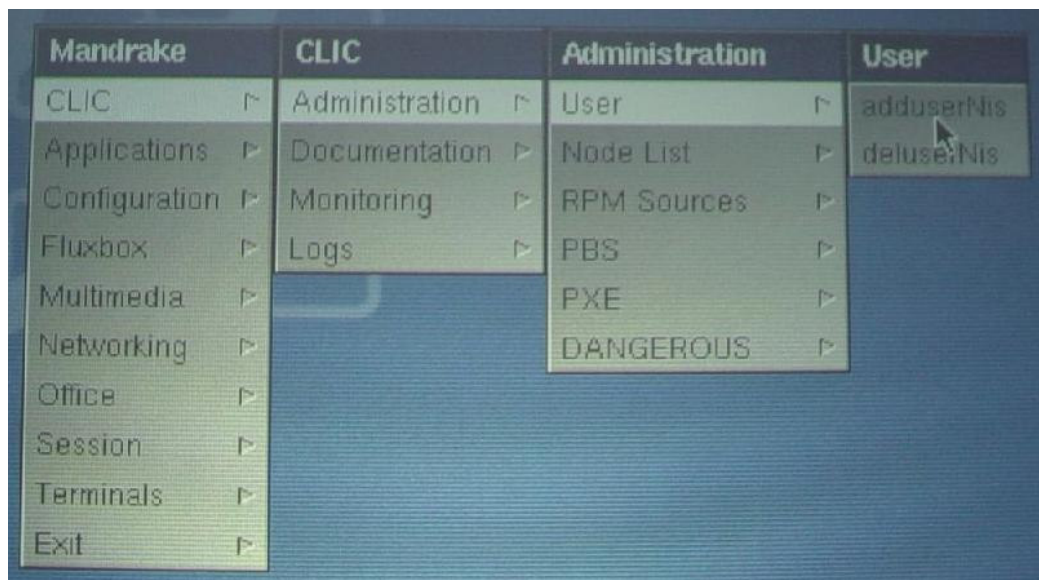 Mandrake
CLIC
Applications
Configuration
Fluxbox
Multimedia
Networking
Office
Session
Terminals
Exit
CLIC
Administration
Documentation
Monitoring
Logs
Administration
User
Node List
RPM Sources
PBS
PXE
DANGEROUS
User
adduserNis
deluserNis